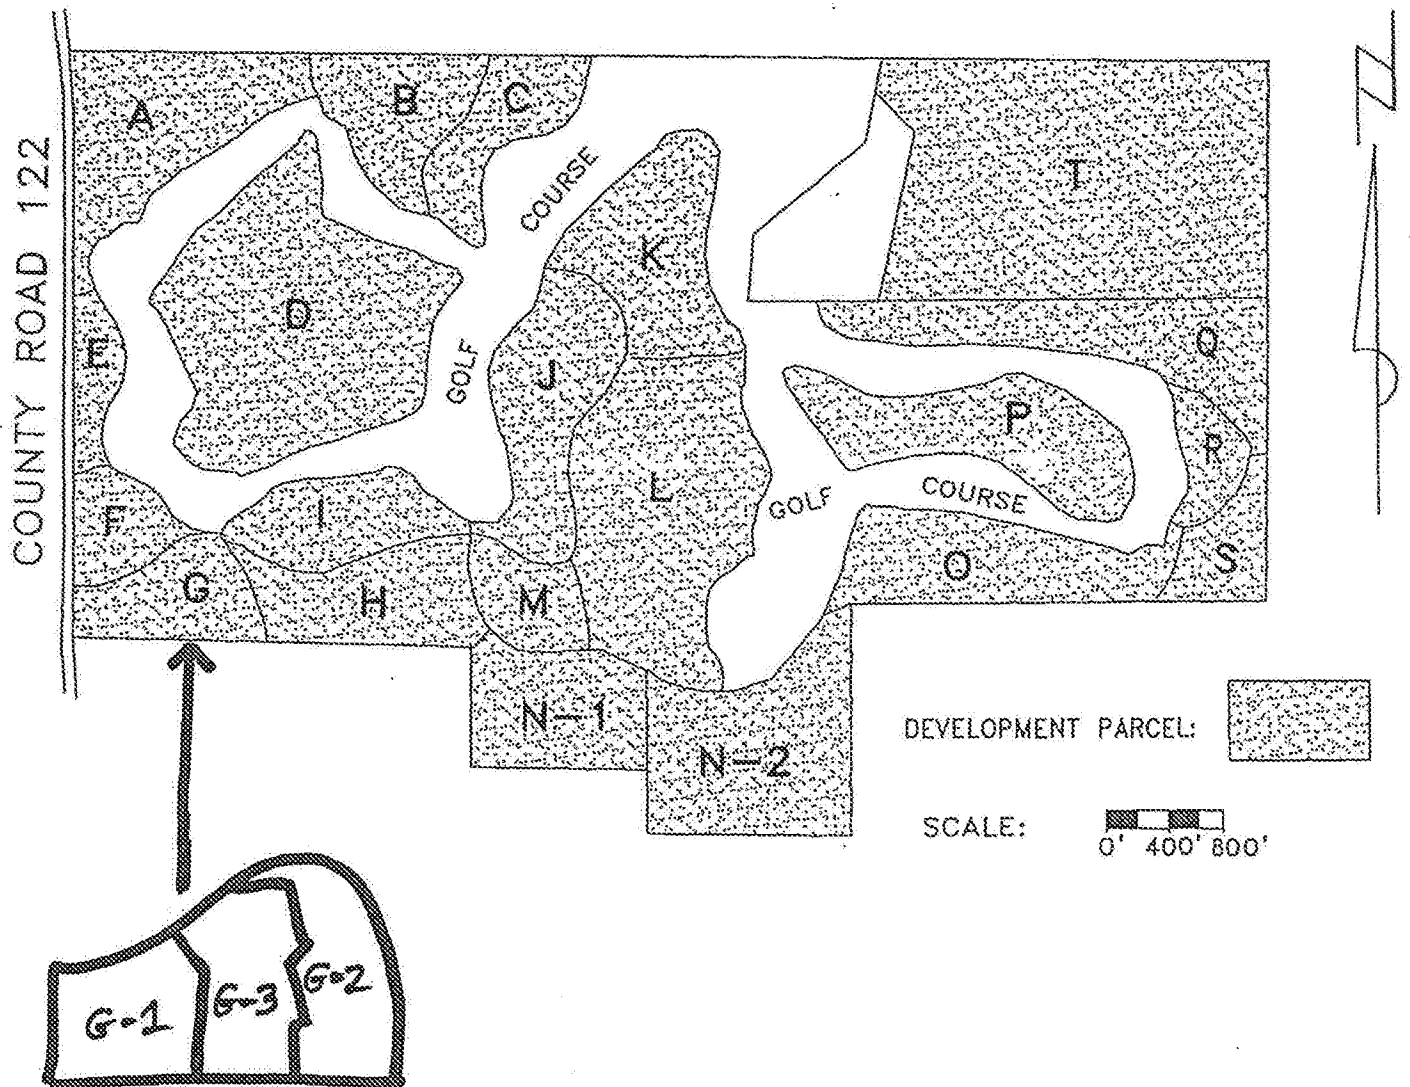 COUNTY ROAD 122
A
B
C
COURSE
T
K
D
E
GOLF
J
Q
P
R
F
I
L
GOLF
COURSE
G
H
M
O
S
N-1
N-2
DEVELOPMENT PARCEL:
SCALE:
0' 400' 800'
G-1
G-3
G-2
N